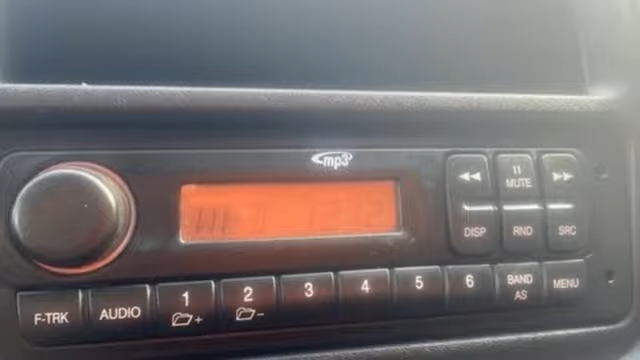 mp3
MUTE
DISP RND SRC
F-TRK AUDIO 1 + 2 - 3 4 5 6 BAND AS MENU